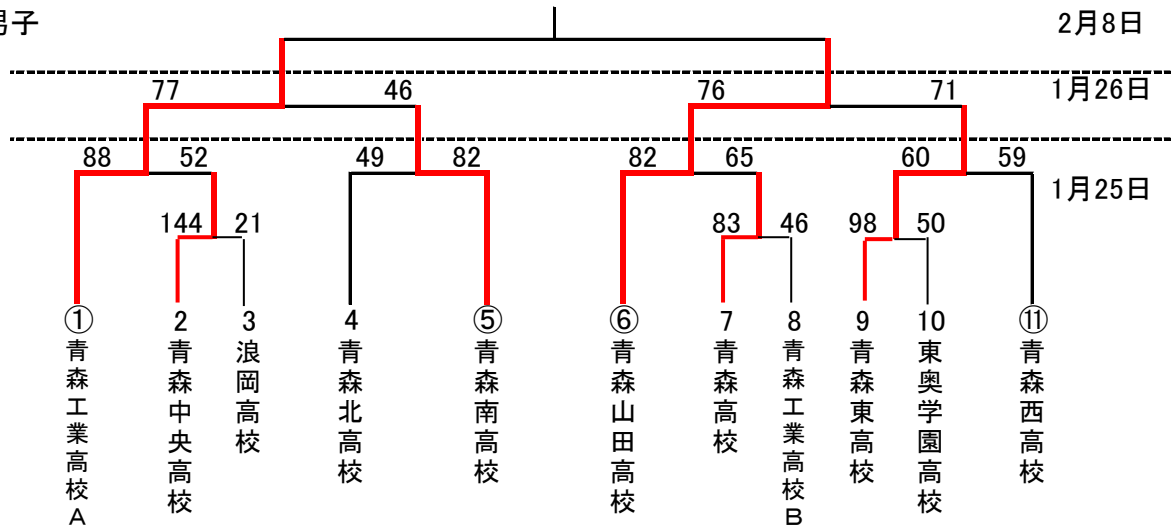 男子
2月8日
77 46 76 71 1月26日
88 52 49 82 82 65 60 59
1月25日
144 21 83 46 98 50
① 2 3 4 ⑤ ⑥ 7 8 9 10 ⑪
青森工業高校A
青森中央高校
浪岡高校
青森北高校
青森南高校
青森山田高校
青森高校
青森工業高校B
青森東高校
東奥学園高校
青森西高校